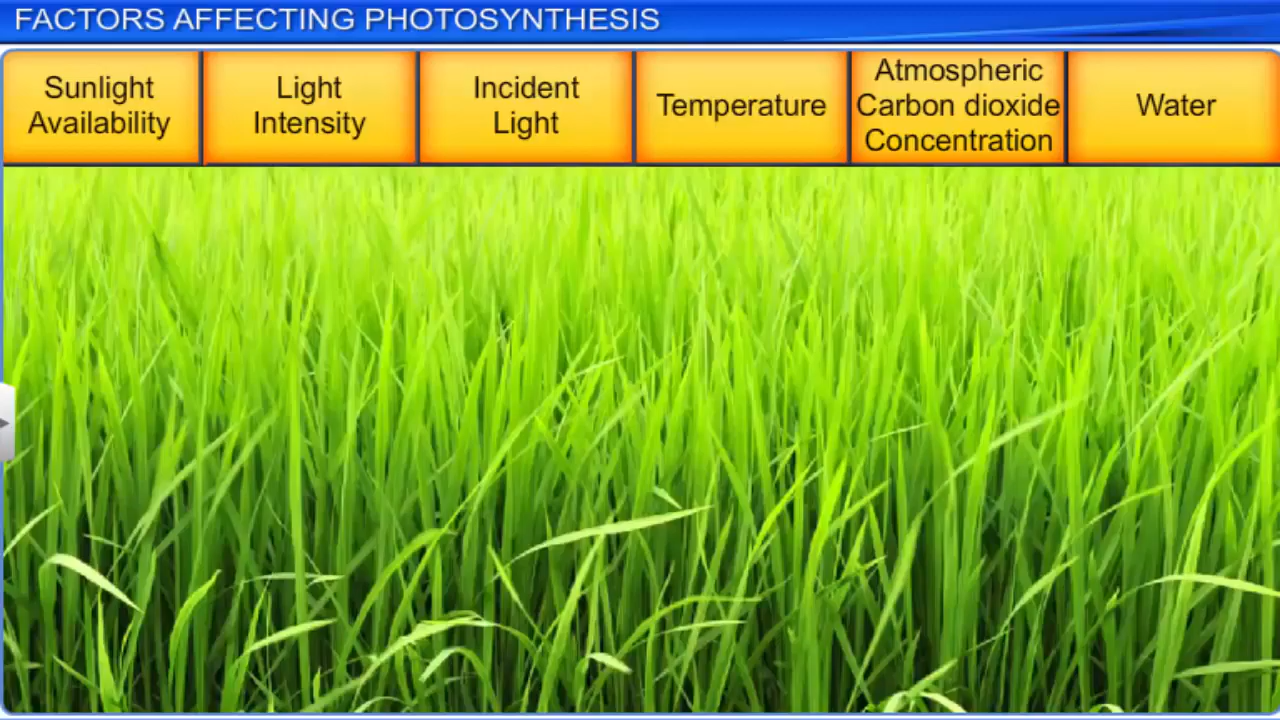 FACTORS AFFECTING PHOTOSYNTHESIS
Sunlight
Availability
Light
Intensity
Incident
Light
Temperature
Atmospheric
Carbon dioxide
Concentration
Water